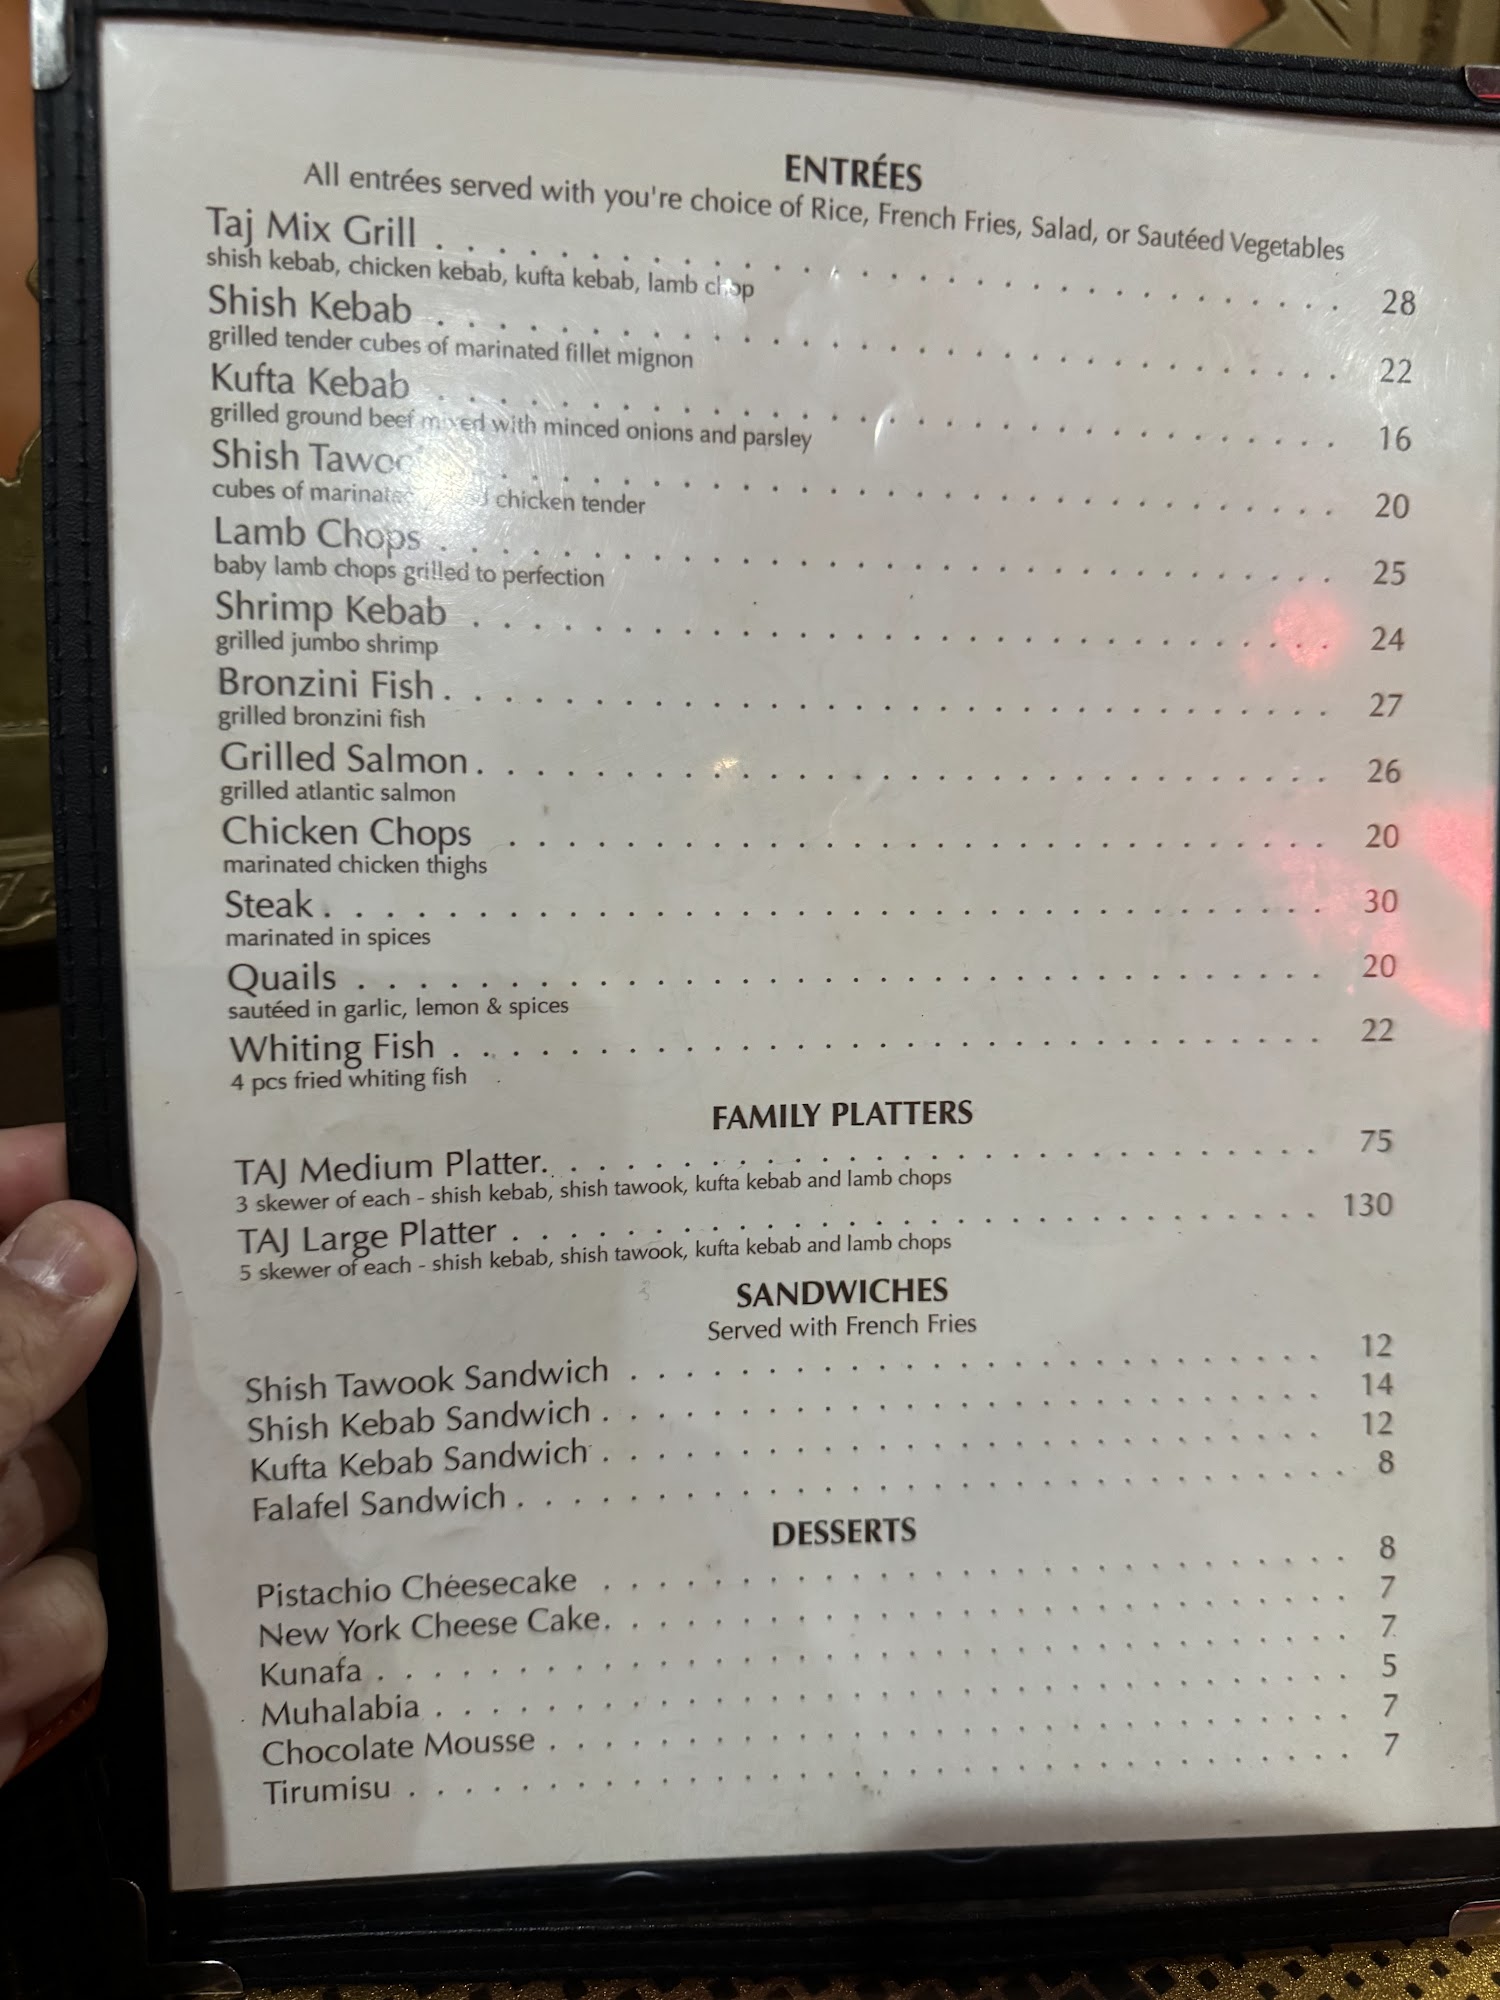 ENTRÉES
All entrées served with you're choice of Rice, French Fries, Salad, or Sautéed Vegetables
Taj Mix Grill . . . . . . . . . . . . . . . . . . . . 28
shish kebab, chicken kebab, kufta kebab, lamb chop
Shish Kebab . . . . . . . . . . . . . . . . . . . . 22
grilled tender cubes of marinated fillet mignon
Kufta Kebab . . . . . . . . . . . . . . . . . . . . 16
grilled ground beef mixed with minced onions and parsley
Shish . . . . . . . . . . . . . . . . . . . . 20
cubes of chicken tender
Lamb Chops . . . . . . . . . . . . . . . . . . . . 25
baby lamb chops grilled to perfection
Shrimp Kebab . . . . . . . . . . . . . . . . . . . . 24
grilled jumbo shrimp
Bronzini Fish . . . . . . . . . . . . . . . . . . . . 27
grilled bronzini fish
Grilled Salmon . . . . . . . . . . . . . . . . . . . . 26
grilled atlantic salmon
Chicken Chops . . . . . . . . . . . . . . . . . . . . 20
marinated chicken thighs
Steak . . . . . . . . . . . . . . . . . . . . 30
marinated in spices
Quails . . . . . . . . . . . . . . . . . . . . 20
sautéed in garlic, lemon & spices
Whiting Fish . . . . . . . . . . . . . . . . . . . . 22
4 pcs fried whiting fish
FAMILY PLATTERS
TAJ Medium Platter . . . . . . . . . . . . . . . . . . . . 75
3 skewer of each - shish kebab, shish tawook, kufta kebab and lamb chops
TAJ Large Platter . . . . . . . . . . . . . . . . . . . . 130
5 skewer of each - shish kebab, shish tawook, kufta kebab and lamb chops
SANDWICHES
Served with French Fries
Shish Tawook Sandwich . . . . . . . . . . . . . . . . . . . . 12
Shish Kebab Sandwich . . . . . . . . . . . . . . . . . . . . 14
Kufta Kebab Sandwich . . . . . . . . . . . . . . . . . . . . 12
Falafel Sandwich . . . . . . . . . . . . . . . . . . . . 8
DESSERTS
Pistachio Cheesecake . . . . . . . . . . . . . . . . . . . . 8
New York Cheese Cake . . . . . . . . . . . . . . . . . . . . 7
Kunafa . . . . . . . . . . . . . . . . . . . . 7
Muhalabia . . . . . . . . . . . . . . . . . . . . 5
Chocolate Mousse . . . . . . . . . . . . . . . . . . . . 7
Tirumisu . . . . . . . . . . . . . . . . . . . . 7